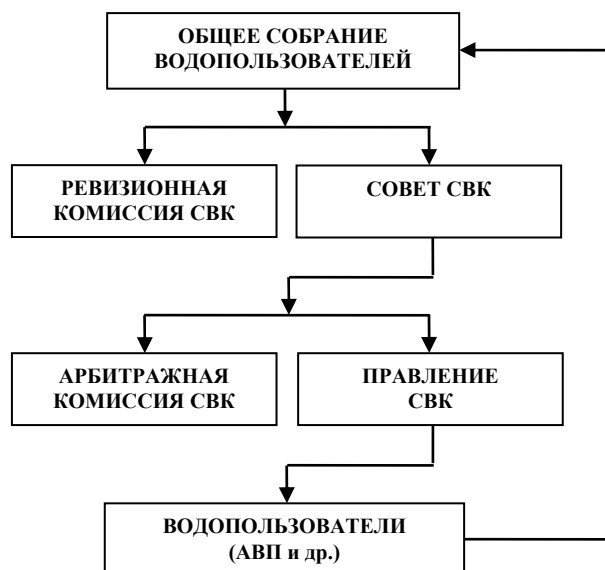 ОБЩЕЕ СОБРАНИЕ
ВОДОПОЛЬЗОВАТЕЛЕЙ
РЕВИЗИОННАЯ
КОМИССИЯ СВК
СОВЕТ СВК
АРБИТРАЖНАЯ
КОМИССИЯ СВК
ПРАВЛЕНИЕ
СВК
ВОДОПОЛЬЗОВАТЕЛИ
(АВП и др.)